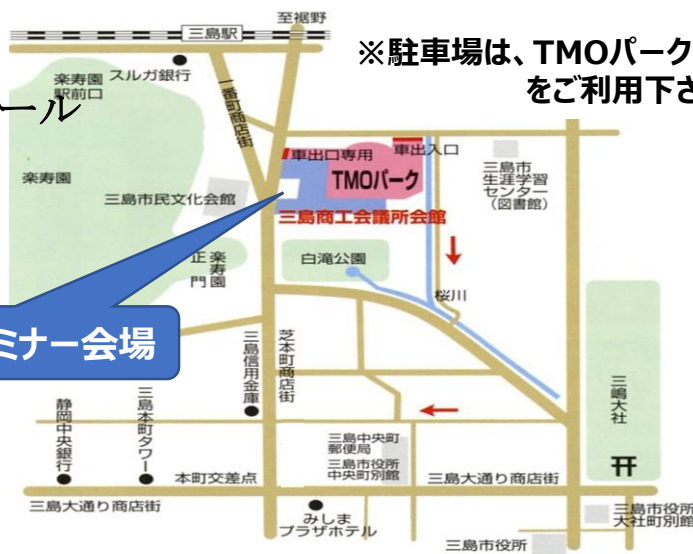 至裾野
三島駅
※駐車場は、TMOパーク
をご利用下さ
スルガ銀行
楽寿園
駅前口
ール
一番町商店街
車出口専用
車出入口
TMOパーク
三島市
生涯学習
センター
（図書館）
楽寿園
三島市民文化会館
三島商工会議所会館
楽寿園
正門
白滝公園
桜川
ミナー会場
三島信用金庫
芝本町商店街
三嶋大社
静岡中央銀行
三島本町タワー
三島中央町
郵便局
三島市役所
中央町別館
本町交差点
三島大通り商店街
三島大通り商店街
みしま
プラザホテル
三島市役所
大社町別館
三島市役所